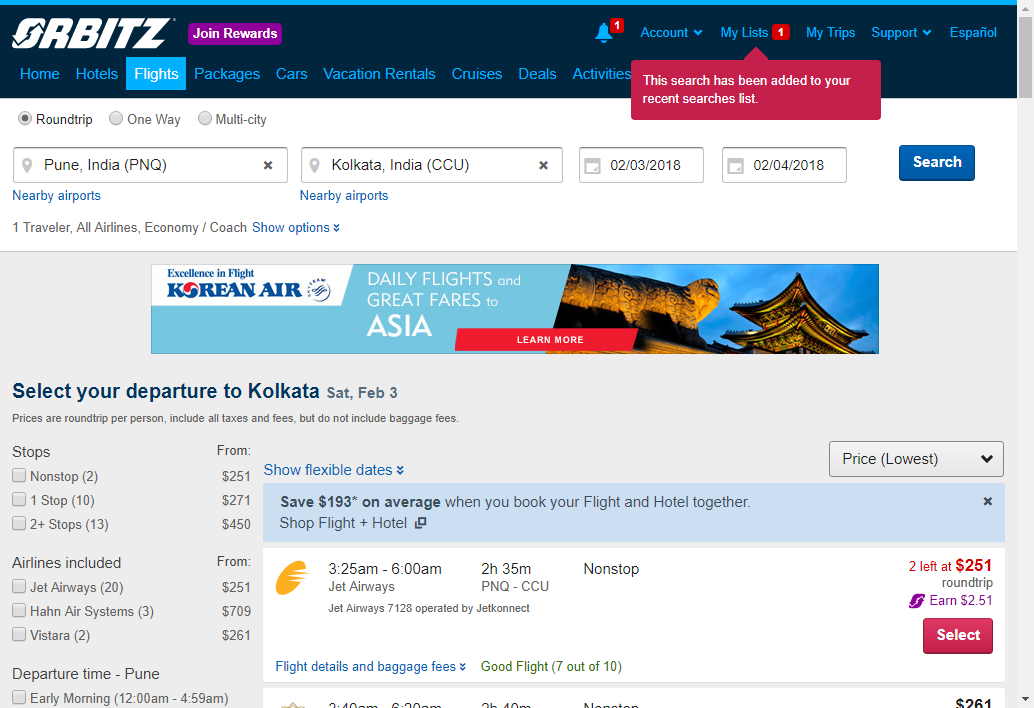 ORBITZ
Join Rewards
1
Account
My Lists 1
My Trips
Support
Español
Home
Hotels
Flights
Packages
Cars
Vacation Rentals
Cruises
Deals
Activities
This search has been added to your
recent searches list.
Roundtrip
One Way
Multi-city
Pune, India (PNQ)
Kolkata, India (CCU)
02/03/2018
02/04/2018
Search
Nearby airports
Nearby airports
1 Traveler, All Airlines, Economy / Coach Show options
Excellence in Flight
KOREAN AIR
DAILY FLIGHTS and
GREAT FARES to
ASIA
LEARN MORE
Select your departure to Kolkata Sat, Feb 3
Prices are roundtrip per person, include all taxes and fees, but do not include baggage fees.
Stops From:
Nonstop (2) $251
1 Stop (10) $271
2+ Stops (13) $450
Airlines included From:
Jet Airways (20) $251
Hahn Air Systems (3) $709
Vistara (2) $261
Departure time - Pune
Early Morning (12:00am - 4:59am)
Show flexible dates
Price (Lowest)
Save $193* on average when you book your Flight and Hotel together.
Shop Flight + Hotel
3:25am - 6:00am
Jet Airways
Jet Airways 7128 operated by Jetkonnect
2h 35m
PNQ - CCU
Nonstop
2 left at $251
roundtrip
Earn $2.51
Select
Flight details and baggage fees
Good Flight (7 out of 10)
3:40am - 6:20am
2h 40m
Nonstop
$261